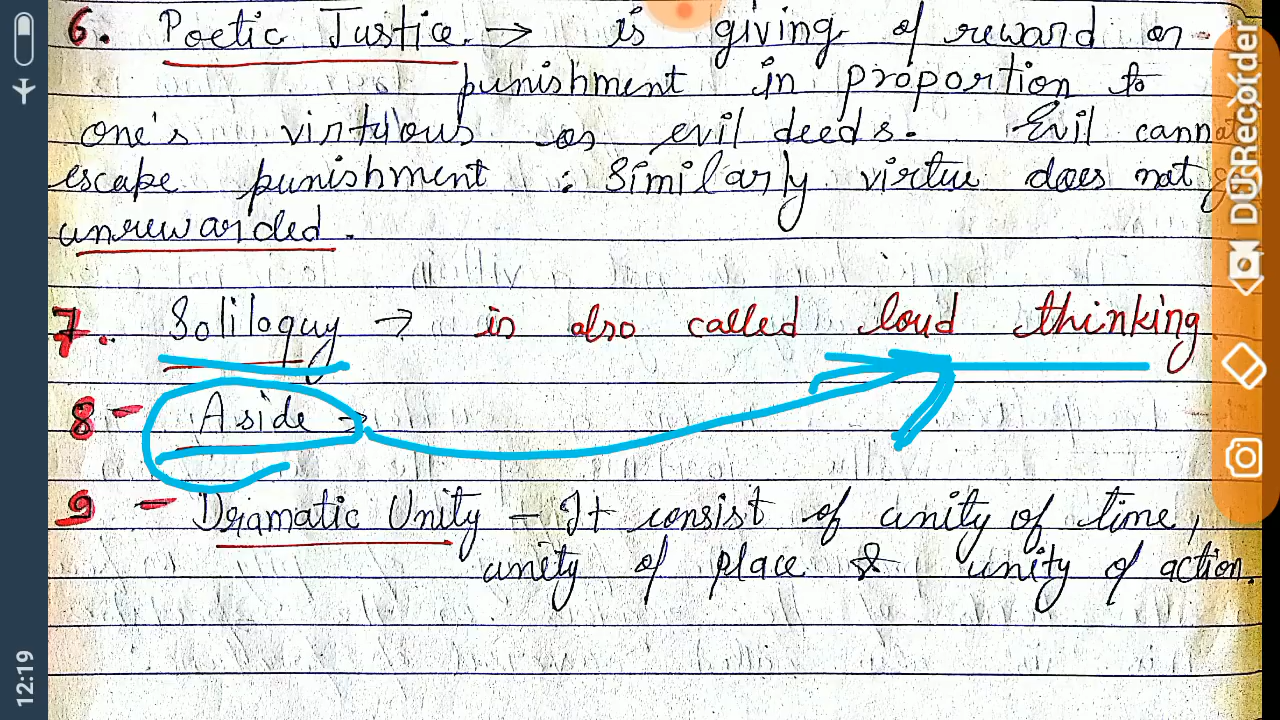 6. Poetic Justice. → is giving of reward or
punishment in proportion to
one's virtuous or evil deeds. Evil cannot
escape punishment : Similarly virtue does not go
unrewarded.
7. Soliloquy → is also called loud thinking
8- Aside →
9 - Dramatic Unity - It consist of unity of time,
unity of place & unity of action.
DU Recorder
12:19